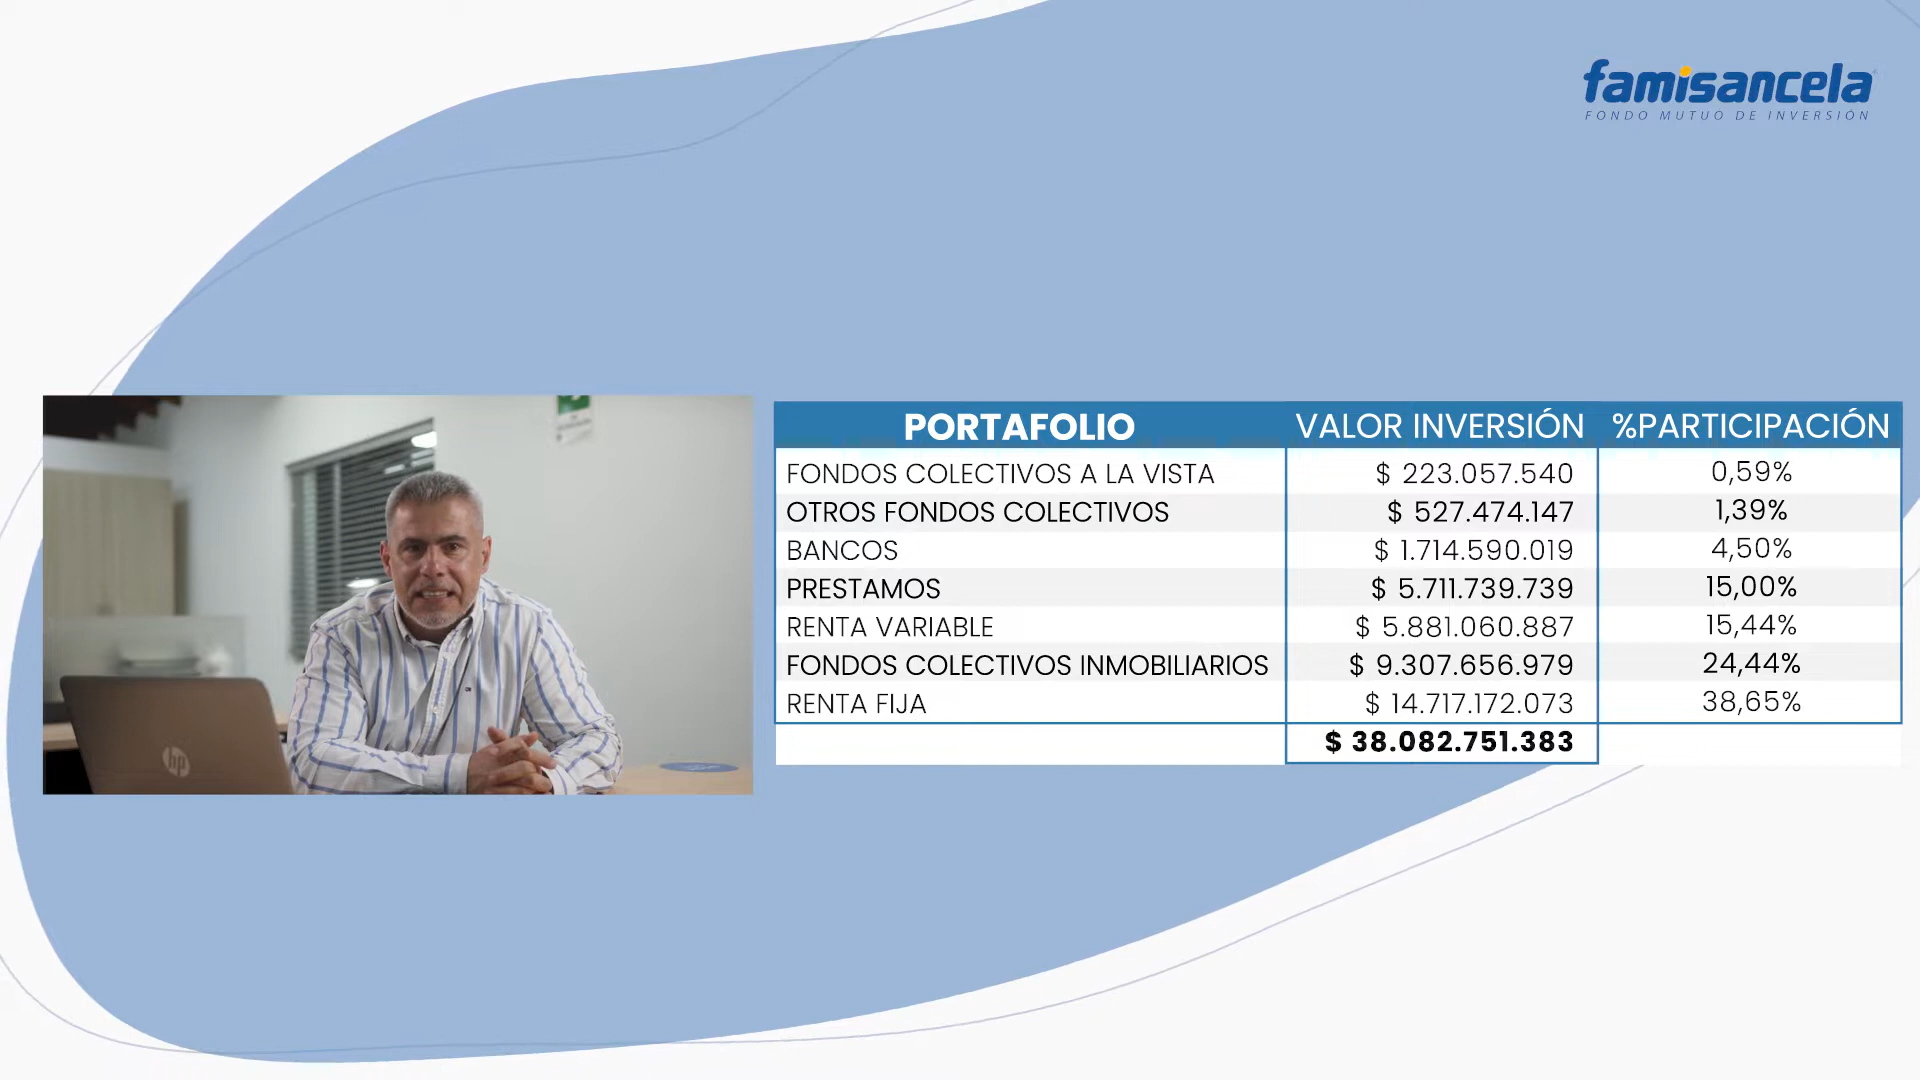 famisancela
FONDO MUTUO DE INVERSIÓN
PORTAFOLIO VALOR INVERSIÓN %PARTICIPACIÓN
FONDOS COLECTIVOS A LA VISTA $ 223.057.540 0,59%
OTROS FONDOS COLECTIVOS $ 527.474.147 1,39%
BANCOS $ 1.714.590.019 4,50%
PRESTAMOS $ 5.711.739.739 15,00%
RENTA VARIABLE $ 5.881.060.887 15,44%
FONDOS COLECTIVOS INMOBILIARIOS $ 9.307.656.979 24,44%
RENTA FIJA $ 14.717.172.073 38,65%
$ 38.082.751.383
hp